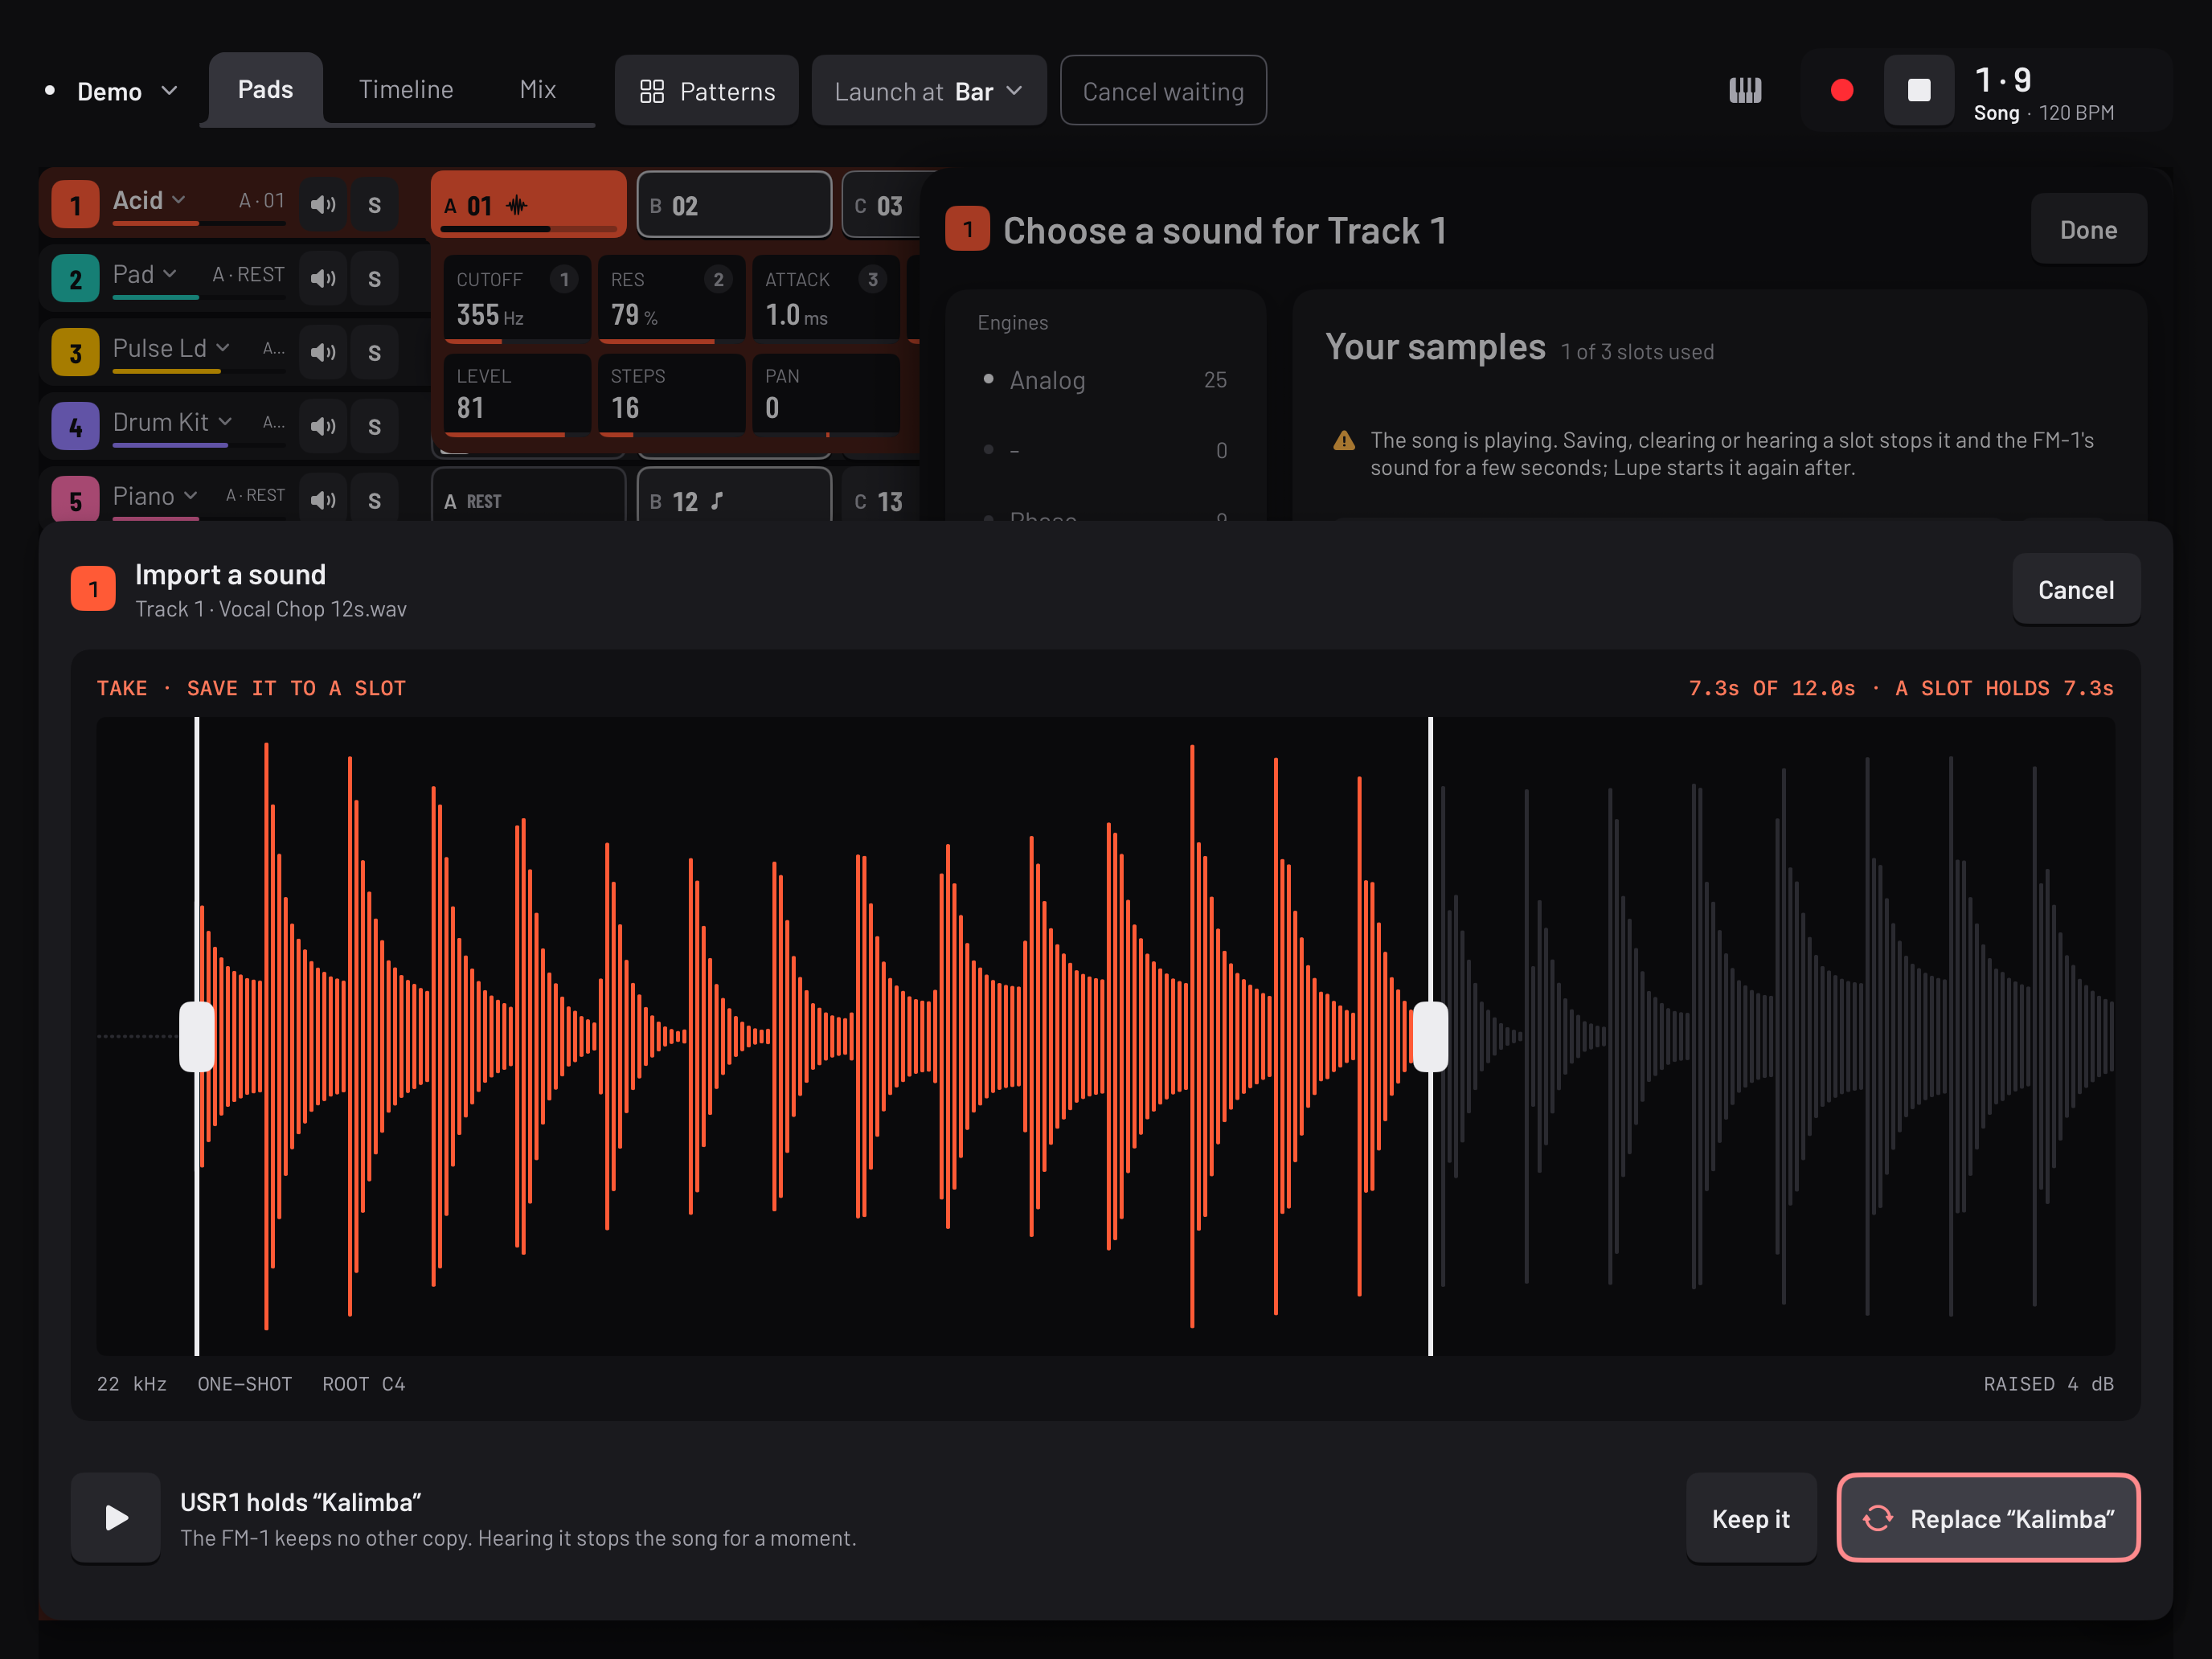 Demo
Pads
Timeline
Mix
Patterns
Launch at Bar
Cancel waiting
1·9
Song · 120 BPM
1
Acid
A·01
S
A 01
B 02
C 03
2
Pad
A·REST
S
3
Pulse Ld
A...
S
4
Drum Kit
A...
S
5
Piano
A·REST
S
CUTOFF 1
355 Hz
RES 2
79 %
ATTACK 3
1.0 ms
LEVEL
81
STEPS
16
PAN
0
A REST
B 12
C 13
1
Choose a sound for Track 1
Done
Engines
Analog 25
- 0
Phase 9
Your samples 1 of 3 slots used
The song is playing. Saving, clearing or hearing a slot stops it and the FM-1's
sound for a few seconds; Lupe starts it again after.
1
Import a sound
Track 1 · Vocal Chop 12s.wav
Cancel
TAKE · SAVE IT TO A SLOT
7.3s OF 12.0s · A SLOT HOLDS 7.3s
22 kHz ONE–SHOT ROOT C4
RAISED 4 dB
USR1 holds “Kalimba”
The FM-1 keeps no other copy. Hearing it stops the song for a moment.
Keep it
Replace “Kalimba”